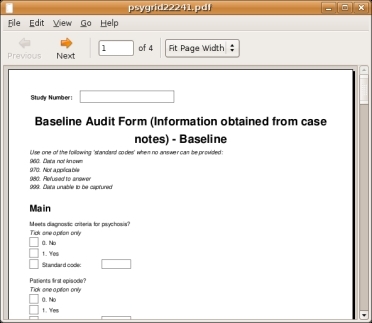 psygrid22241.pdf
File Edit View Go Help
Previous Next 1 of 4 Fit Page Width
Study Number:
Baseline Audit Form (Information obtained from case
notes) - Baseline
Use one of the following 'standard codes' when no answer can be provided:
960. Data not known
970. Not applicable
980. Refused to answer
999. Data unable to be captured
Main
Meets diagnostic criteria for psychosis?
Tick one option only
0. No
1. Yes
Standard code:
Patients first episode?
Tick one option only
0. No
1. Yes